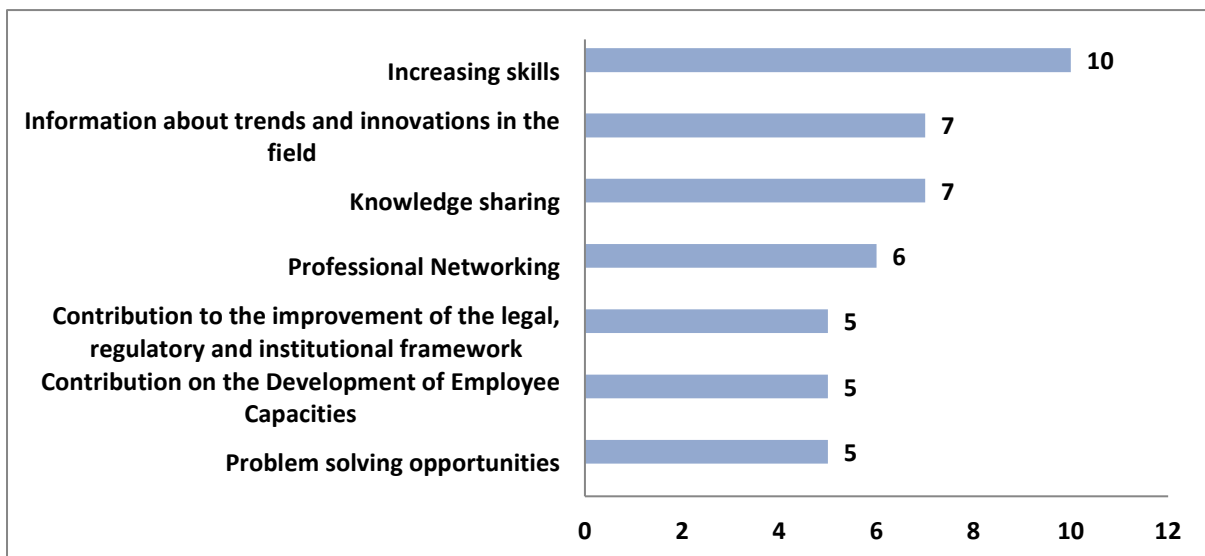 Increasing skills
10
Information about trends and innovations in the
field
7
Knowledge sharing
7
Professional Networking
6
Contribution to the improvement of the legal,
regulatory and institutional framework
5
Contribution on the Development of Employee
Capacities
5
Problem solving opportunities
5
0 2 4 6 8 10 12